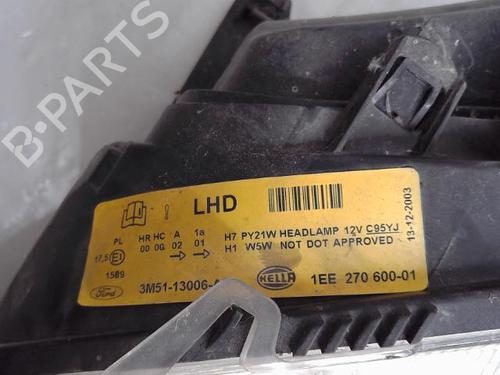 B-PARTS
LHD
PL HR HC A 1a H7 PY21W HEADLAMP 12V C95YJ
17,5 E1 00 0G 02 01 H1 W5W NOT DOT APPROVED
1589
13-12-2003
Ford 3M51-13006- HELLA 1EE 270 600-01